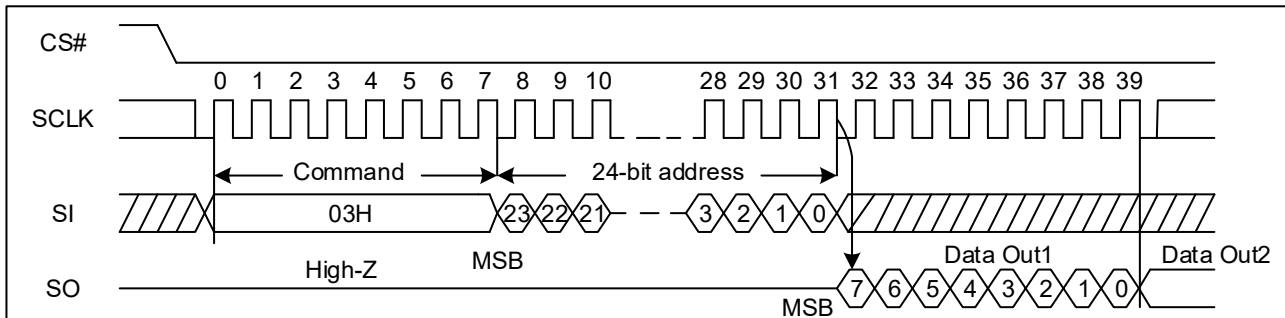 CS#
0 1 2 3 4 5 6 7 8 9 10 28 29 30 31 32 33 34 35 36 37 38 39
SCLK
Command 24-bit address
SI 03H 23 22 21 3 2 1 0
High-Z MSB Data Out1 Data Out2
SO 7 6 5 4 3 2 1 0
MSB